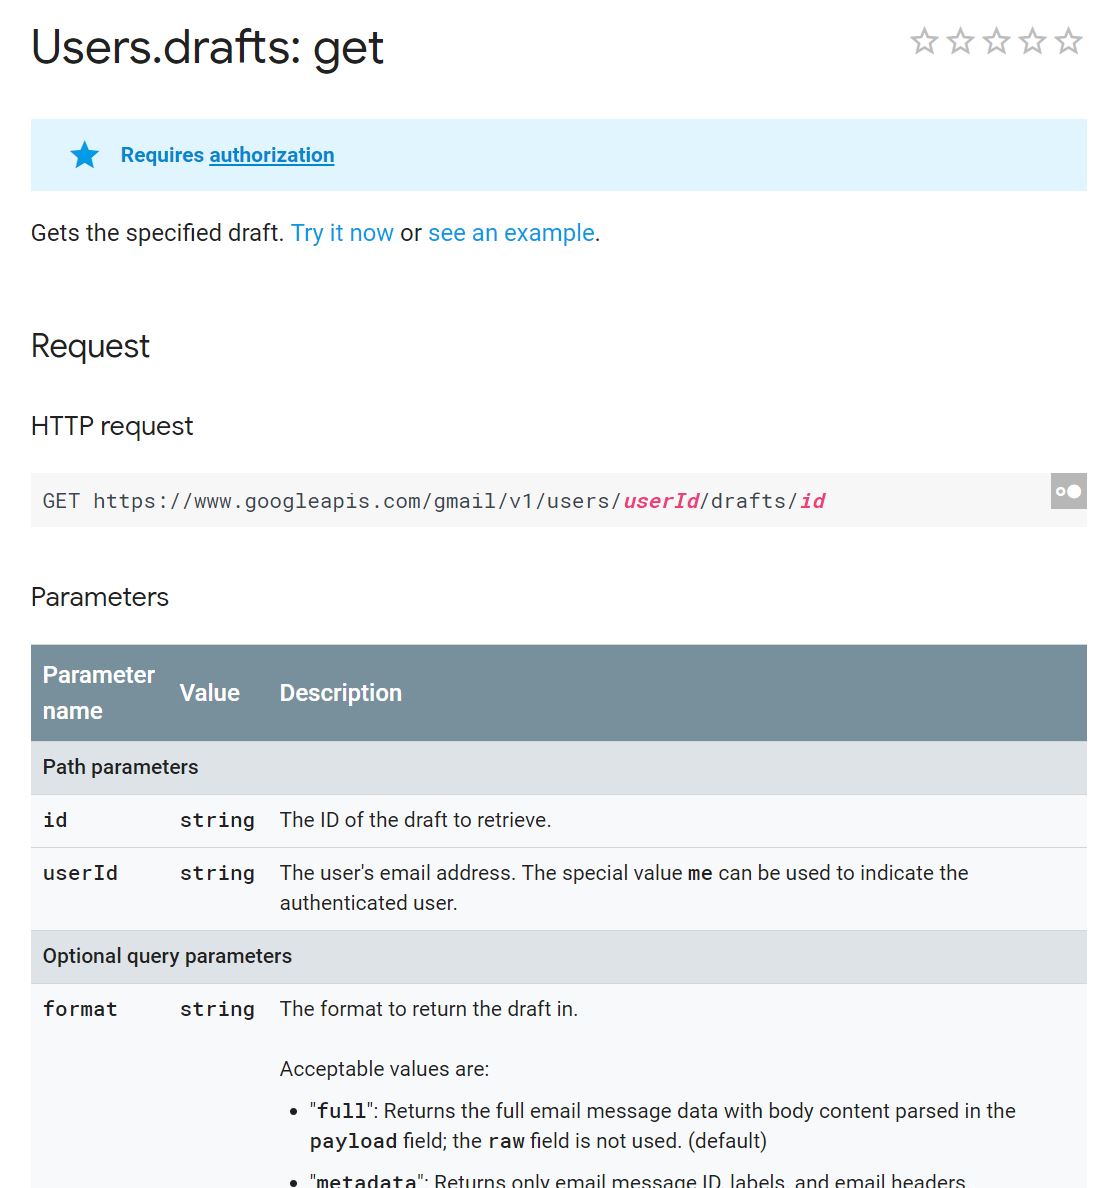 Users.drafts: get
Requires authorization
Gets the specified draft. Try it now or see an example.
Request
HTTP request
GET https://www.googleapis.com/gmail/v1/users/userId/drafts/id
Parameters
Parameter name Value Description
Path parameters
id string The ID of the draft to retrieve.
userId string The user's email address. The special value me can be used to indicate the
authenticated user.
Optional query parameters
format string The format to return the draft in.
Acceptable values are:
• "full": Returns the full email message data with body content parsed in the
payload field; the raw field is not used. (default)
• "metadata": Returns only email message ID, labels, and email headers.